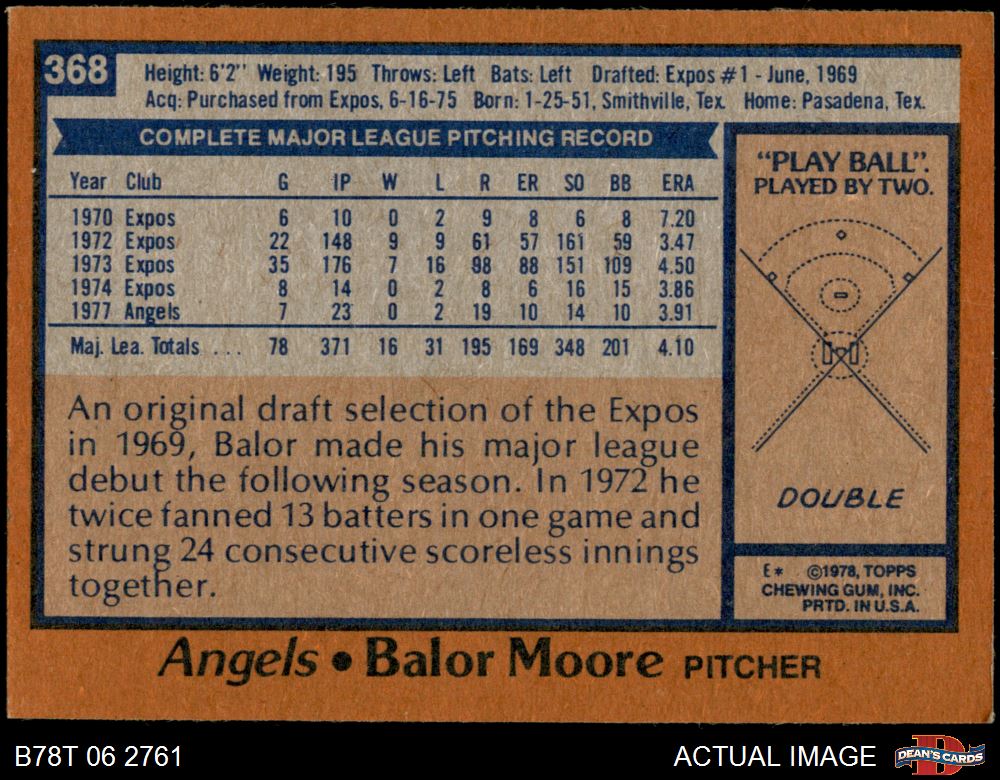 368
Height: 6'2" Weight: 195 Throws: Left Bats: Left Drafted: Expos #1 - June, 1969
Acq: Purchased from Expos, 6-16-75 Born: 1-25-51, Smithville, Tex. Home: Pasadena, Tex.
COMPLETE MAJOR LEAGUE PITCHING RECORD
Year Club G IP W L R ER SO BB ERA
1970 Expos 6 10 0 2 9 8 6 8 7.20
1972 Expos 22 148 9 9 61 57 161 59 3.47
1973 Expos 35 176 7 16 98 88 151 109 4.50
1974 Expos 8 14 0 2 8 6 16 15 3.86
1977 Angels 7 23 0 2 19 10 14 10 3.91
Maj. Lea. Totals ... 78 371 16 31 195 169 348 201 4.10
An original draft selection of the Expos
in 1969, Balor made his major league
debut the following season. In 1972 he
twice fanned 13 batters in one game and
strung 24 consecutive scoreless innings
together.
"PLAY BALL".
PLAYED BY TWO.
DOUBLE
E* ©1978, TOPPS
CHEWING GUM, INC.
PRTD. IN U.S.A.
Angels • Balor Moore PITCHER
B78T 06 2761
ACTUAL IMAGE
D
DEAN'S CARDS